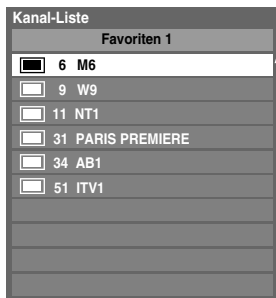 Kanal-Liste
Favoriten 1
6 M6
9 W9
11 NT1
31 PARIS PREMIERE
34 AB1
51 ITV1